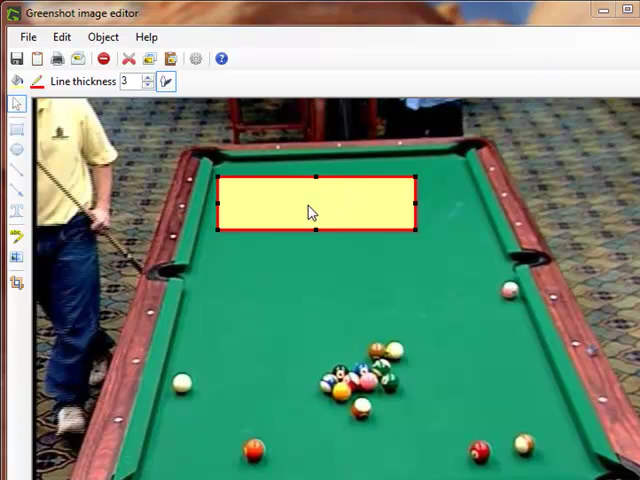 Greenshot image editor
File Edit Object Help
Line thickness 3